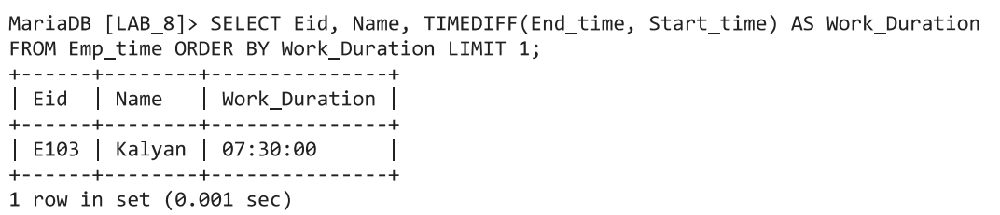 MariaDB [LAB_8]> SELECT Eid, Name, TIMEDIFF(End_time, Start_time) AS Work_Duration
FROM Emp_time ORDER BY Work_Duration LIMIT 1;
+------+--------+---------------+
| Eid  | Name   | Work_Duration |
+------+--------+---------------+
| E103 | Kalyan | 07:30:00      |
+------+--------+---------------+
1 row in set (0.001 sec)